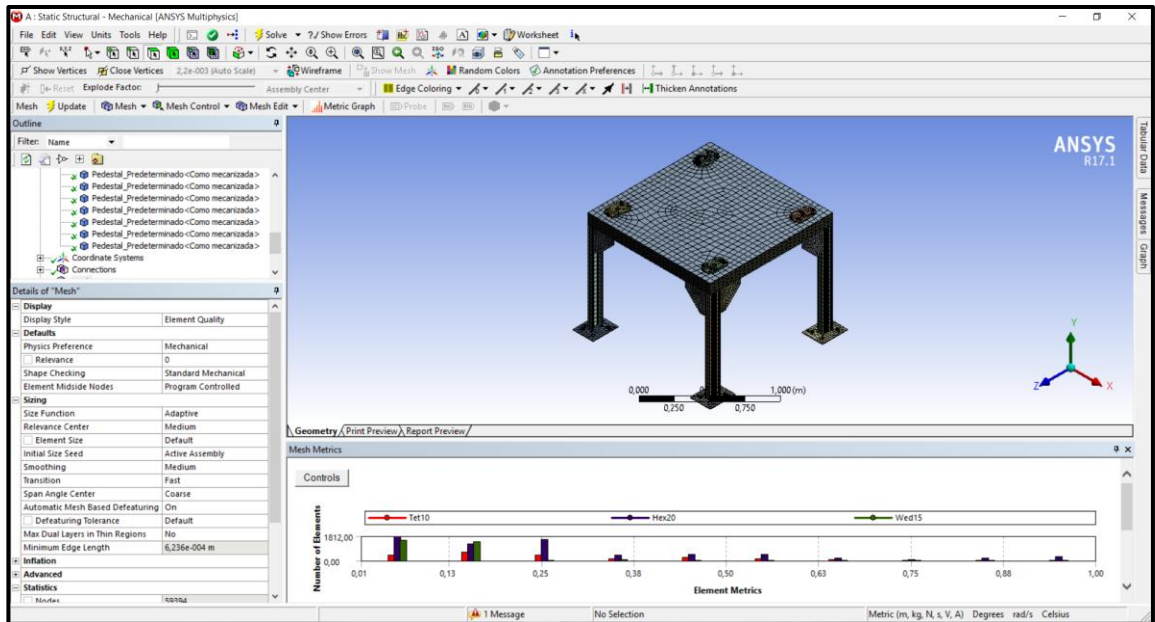 A : Static Structural - Mechanical [ANSYS Multiphysics]
File Edit View Units Tools Help Solve ?/ Show Errors Worksheet
Show Vertices Close Vertices 2,2e-003 (Auto Scale) Wireframe Show Mesh Random Colors Annotation Preferences
Reset Explode Factor: Assembly Center Edge Coloring Thicken Annotations
Mesh Update Mesh Mesh Control Mesh Edit Metric Graph Probe
Outline
Filter: Name
Pedestal_Predeterminado<Como mecanizada>
Pedestal_Predeterminado<Como mecanizada>
Pedestal_Predeterminado<Como mecanizada>
Pedestal_Predeterminado<Como mecanizada>
Pedestal_Predeterminado<Como mecanizada>
Pedestal_Predeterminado<Como mecanizada>
Pedestal_Predeterminado<Como mecanizada>
Coordinate Systems
Connections
Details of "Mesh"
Display
Display Style Element Quality
Defaults
Physics Preference Mechanical
Relevance 0
Shape Checking Standard Mechanical
Element Midside Nodes Program Controlled
Sizing
Size Function Adaptive
Relevance Center Medium
Element Size Default
Initial Size Seed Active Assembly
Smoothing Medium
Transition Fast
Span Angle Center Coarse
Automatic Mesh Based Defeaturing On
Defeaturing Tolerance Default
Max Dual Layers in Thin Regions No
Minimum Edge Length 6,236e-004 m
Inflation
Advanced
Statistics
Nodes 59394
ANSYS
R17.1
Y
Z X
0,000 1,000 (m)
0,250 0,750
Geometry Print Preview Report Preview
Mesh Metrics
Controls
Tet10 Hex20 Wed15
Number of Elements
1812,00
0,00
0,01 0,13 0,25 0,38 0,50 0,63 0,75 0,88 1,00
Element Metrics
Tabular Data
Messages
Graph
1 Message No Selection Metric (m, kg, N, s, V, A) Degrees rad/s Celsius